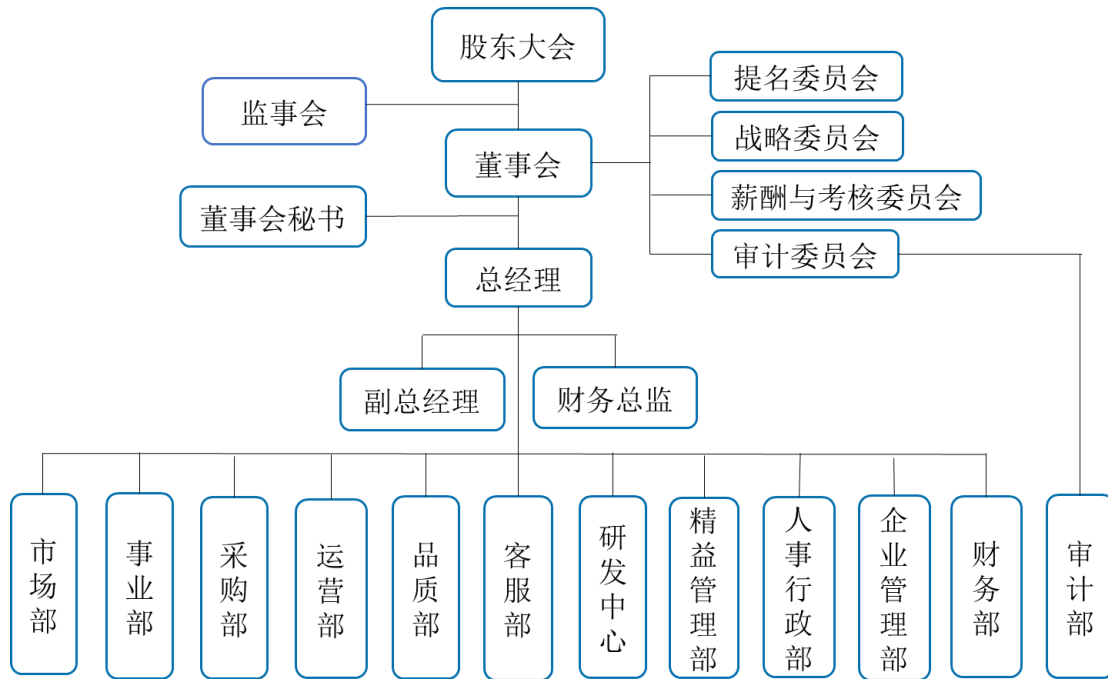 股东大会
监事会
提名委员会
战略委员会
董事会
薪酬与考核委员会
董事会秘书
审计委员会
总经理
副总经理
财务总监
市场部
事业部
采购部
运营部
品质部
客服部
研发中心
精益管理部
人事行政部
企业管理部
财务部
审计部